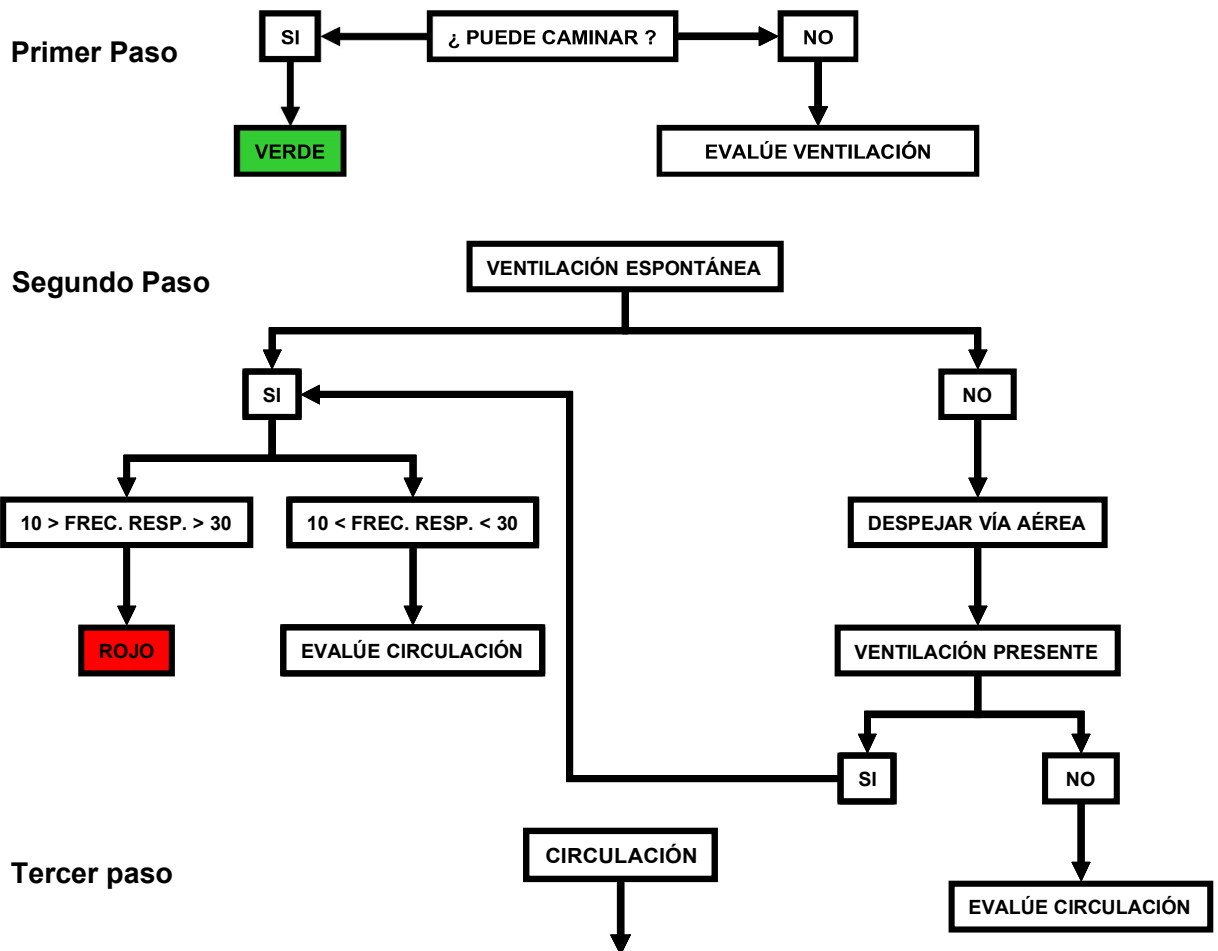 Primer Paso
SI
¿ PUEDE CAMINAR ?
NO
VERDE
EVALÚE VENTILACIÓN
Segundo Paso
VENTILACIÓN ESPONTÁNEA
SI
NO
10 > FREC. RESP. > 30
10 < FREC. RESP. < 30
DESPEJAR VÍA AÉREA
ROJO
EVALÚE CIRCULACIÓN
VENTILACIÓN PRESENTE
SI
NO
Tercer paso
CIRCULACIÓN
EVALÚE CIRCULACIÓN